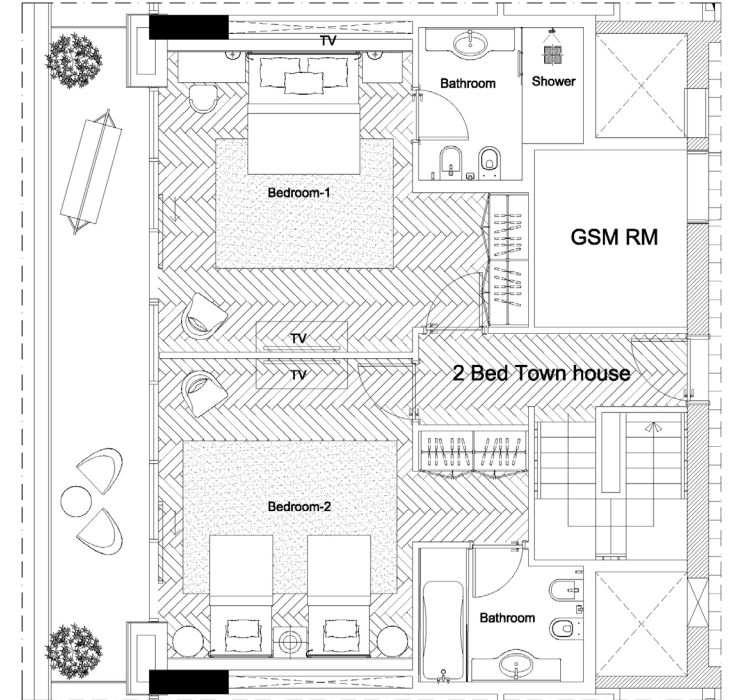 TV
Bathroom
Shower
Bedroom-1
GSM RM
TV
TV
2 Bed Town house
Bedroom-2
Bathroom